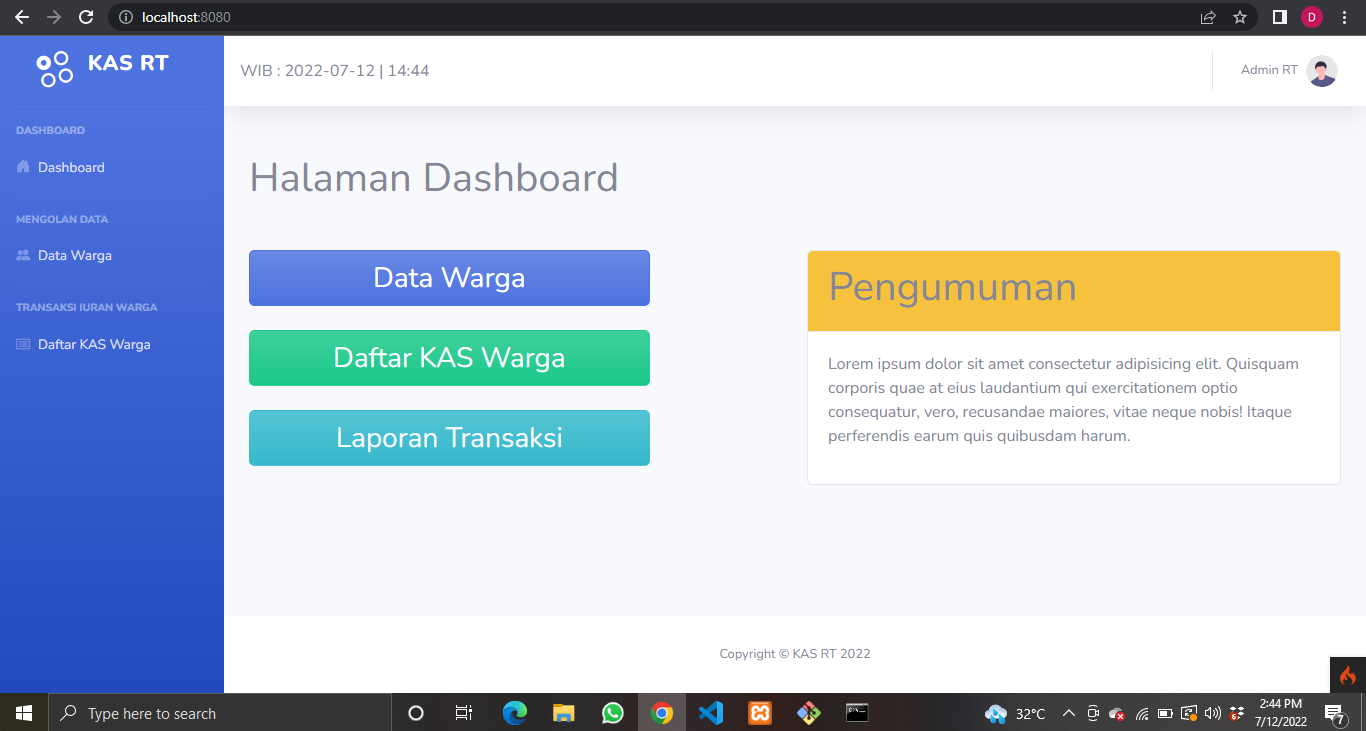 localhost:8080
D
KAS RT
WIB : 2022-07-12 | 14:44
Admin RT
DASHBOARD
Dashboard
MENGOLAN DATA
Data Warga
TRANSAKSI IURAN WARGA
Daftar KAS Warga
Halaman Dashboard
Data Warga
Daftar KAS Warga
Laporan Transaksi
Pengumuman
Lorem ipsum dolor sit amet consectetur adipisicing elit. Quisquam
corporis quae at eius laudantium qui exercitationem optio
consequatur, vero, recusandae maiores, vitae neque nobis! Itaque
perferendis earum quis quibusdam harum.
Copyright © KAS RT 2022
Type here to search
32°C
2:44 PM
7/12/2022
7